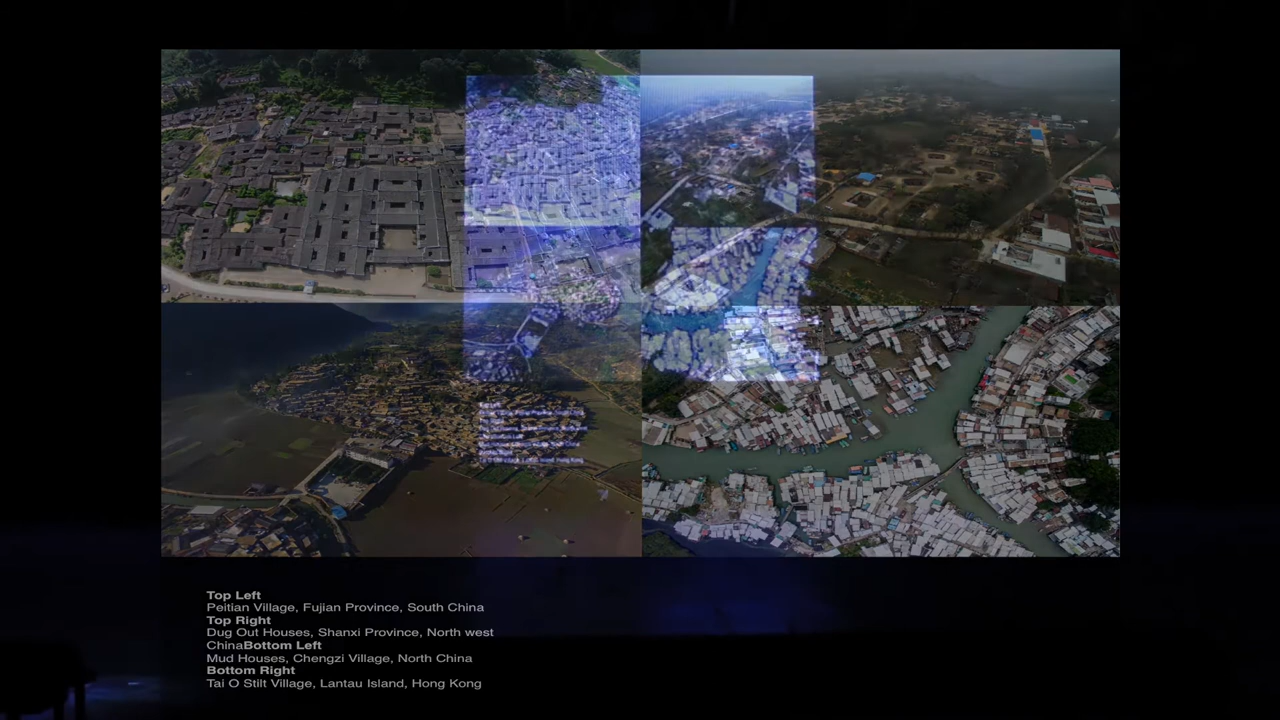 Top Left
Peitian Village, Fujian Province, South China
Top Right
Dug Out Houses, Shanxi Province, North west
ChinaBottom Left
Mud Houses, Chengzi Village, North China
Bottom Right
Tai O Stilt Village, Lantau Island, Hong Kong